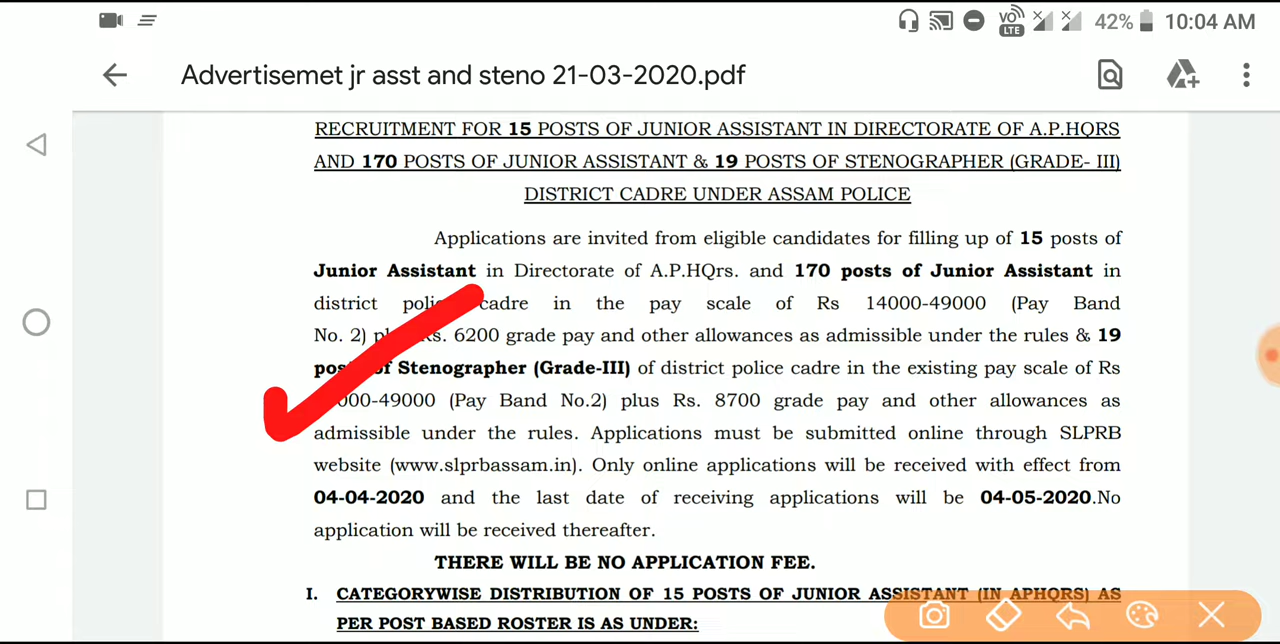 VO LTE 42% 10:04 AM
Advertisemet jr asst and steno 21-03-2020.pdf
RECRUITMENT FOR 15 POSTS OF JUNIOR ASSISTANT IN DIRECTORATE OF A.P.HQRS
AND 170 POSTS OF JUNIOR ASSISTANT & 19 POSTS OF STENOGRAPHER (GRADE- III)
DISTRICT CADRE UNDER ASSAM POLICE
Applications are invited from eligible candidates for filling up of 15 posts of
Junior Assistant in Directorate of A.P.HQrs. and 170 posts of Junior Assistant in
district police cadre in the pay scale of Rs 14000-49000 (Pay Band
No. 2) Rs. 6200 grade pay and other allowances as admissible under the rules & 19
of Stenographer (Grade-III) of district police cadre in the existing pay scale of Rs
(Pay Band No.2) plus Rs. 8700 grade pay and other allowances as
admissible under the rules. Applications must be submitted online through SLPRB
website (www.slprbassam.in). Only online applications will be received with effect from
04-04-2020 and the last date of receiving applications will be 04-05-2020.No
application will be received thereafter.
THERE WILL BE NO APPLICATION FEE.
I. CATEGORYWISE DISTRIBUTION OF 15 POSTS OF JUNIOR ASSISTANT (IN APHQRS) AS
PER POST BASED ROSTER IS AS UNDER: